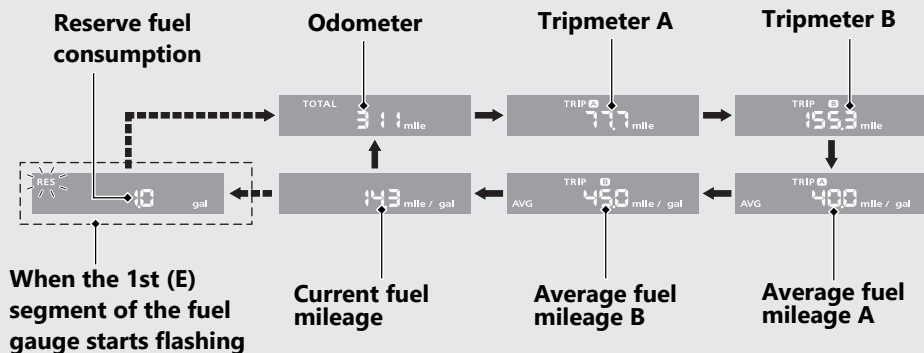 Reserve fuel
consumption
Odometer
Tripmeter A
Tripmeter B
TOTAL
311 mile
TRIP A
77.7 mile
TRIP B
155.3 mile
RES
1.0 gal
14.3 mile / gal
TRIP B
AVG 45.0 mile / gal
TRIP A
AVG 40.0 mile / gal
When the 1st (E)
segment of the fuel
gauge starts flashing
Current fuel
mileage
Average fuel
mileage B
Average fuel
mileage A